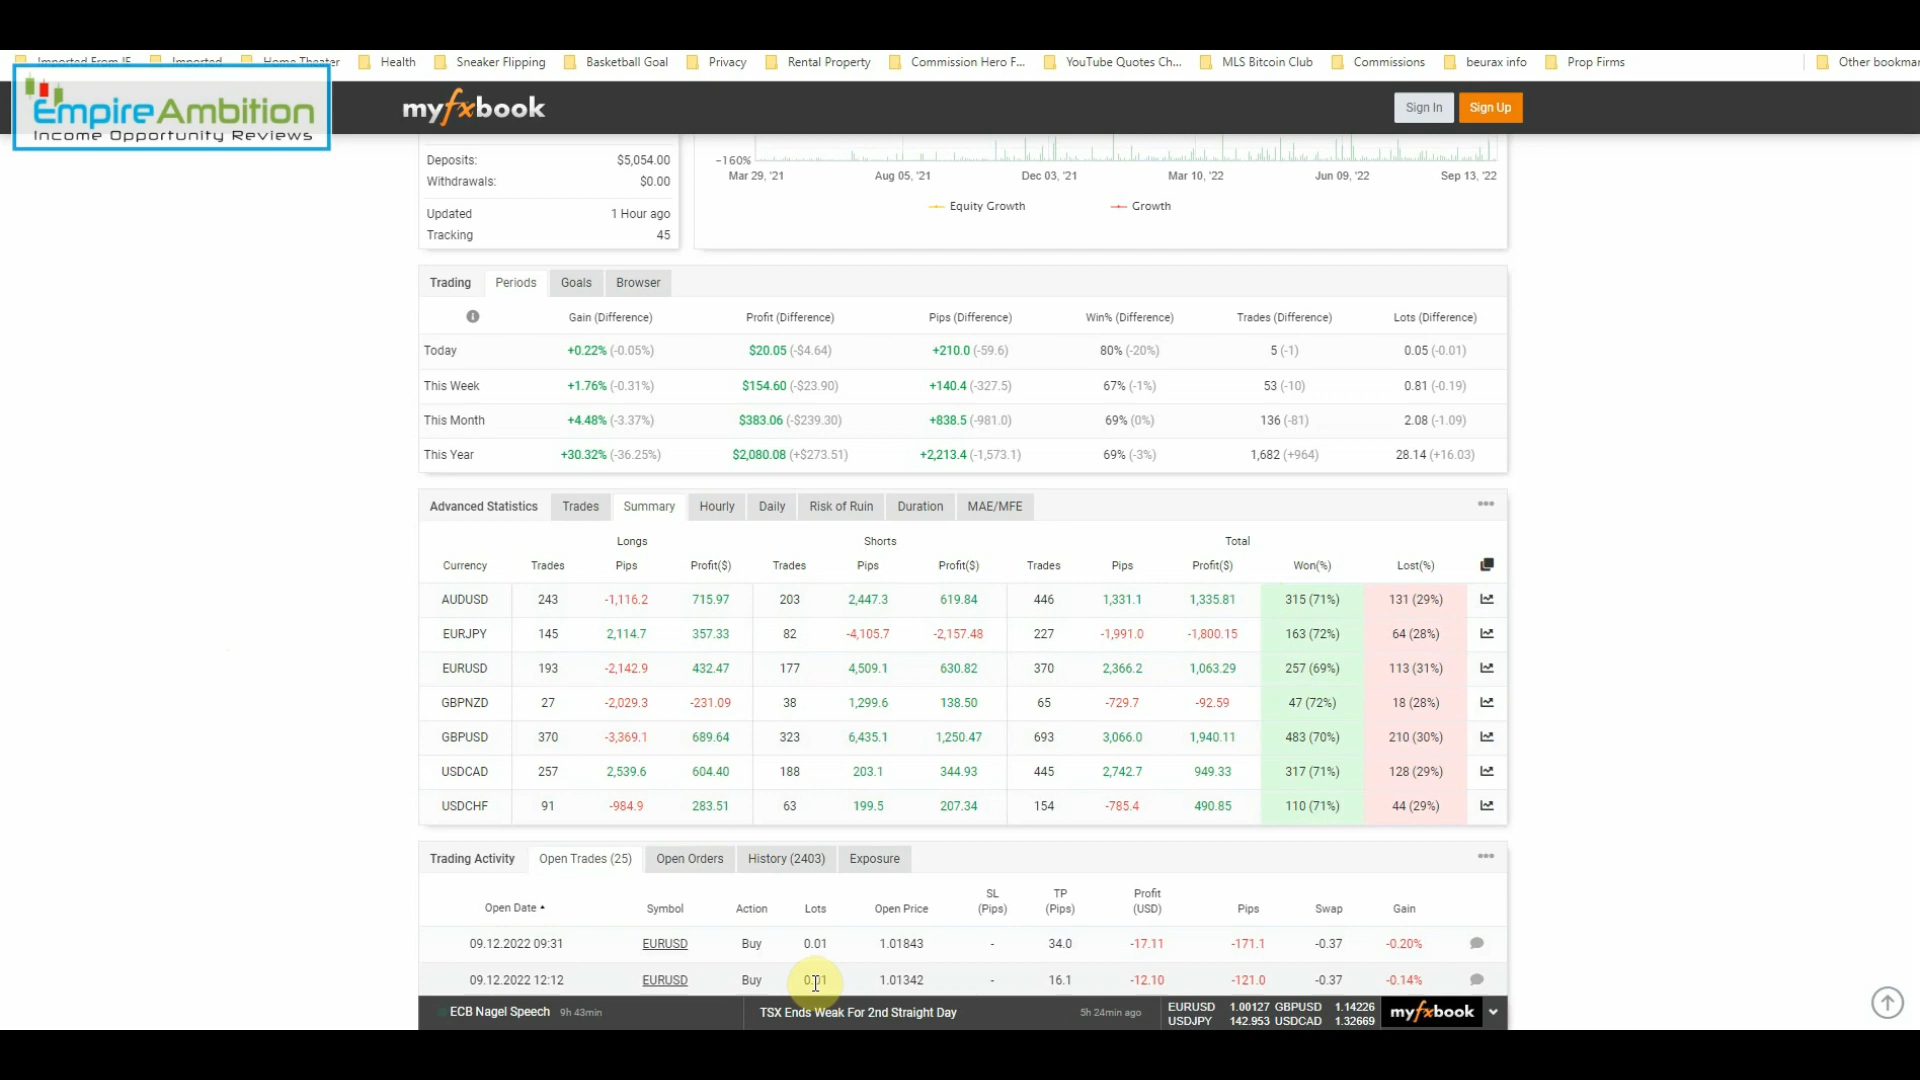 Imported From IE Imported Home Theater Health Sneaker Flipping Basketball Goal Privacy Rental Property Commission Hero F... YouTube Quotes Ch... MLS Bitcoin Club Commissions beurax info Prop Firms Other bookmar
EmpireAmbition
Income Opportunity Reviews
myfxbook
Sign In Sign Up
Deposits: $5,054.00
Withdrawals: $0.00
Updated 1 Hour ago
Tracking 45
-160%
Mar 29, '21 Aug 05, '21 Dec 03, '21 Mar 10, '22 Jun 09, '22 Sep 13, '22
Equity Growth Growth
Trading Periods Goals Browser
Gain (Difference) Profit (Difference) Pips (Difference) Win% (Difference) Trades (Difference) Lots (Difference)
Today +0.22% (-0.05%) $20.05 (-$4.64) +210.0 (-59.6) 80% (-20%) 5 (-1) 0.05 (-0.01)
This Week +1.76% (-0.31%) $154.60 (-$23.90) +140.4 (-327.5) 67% (-1%) 53 (-10) 0.81 (-0.19)
This Month +4.48% (-3.37%) $383.06 (-$239.30) +838.5 (-981.0) 69% (0%) 136 (-81) 2.08 (-1.09)
This Year +30.32% (-36.25%) $2,080.08 (+$273.51) +2,213.4 (-1,573.1) 69% (-3%) 1,682 (+964) 28.14 (+16.03)
Advanced Statistics Trades Summary Hourly Daily Risk of Ruin Duration MAE/MFE
Longs Shorts Total
Currency Trades Pips Profit($) Trades Pips Profit($) Trades Pips Profit($) Won(%) Lost(%)
AUDUSD 243 -1,116.2 715.97 203 2,447.3 619.84 446 1,331.1 1,335.81 315 (71%) 131 (29%)
EURJPY 145 2,114.7 357.33 82 -4,105.7 -2,157.48 227 -1,991.0 -1,800.15 163 (72%) 64 (28%)
EURUSD 193 -2,142.9 432.47 177 4,509.1 630.82 370 2,366.2 1,063.29 257 (69%) 113 (31%)
GBPNZD 27 -2,029.3 -231.09 38 1,299.6 138.50 65 -729.7 -92.59 47 (72%) 18 (28%)
GBPUSD 370 -3,369.1 689.64 323 6,435.1 1,250.47 693 3,066.0 1,940.11 483 (70%) 210 (30%)
USDCAD 257 2,539.6 604.40 188 203.1 344.93 445 2,742.7 949.33 317 (71%) 128 (29%)
USDCHF 91 -984.9 283.51 63 199.5 207.34 154 -785.4 490.85 110 (71%) 44 (29%)
Trading Activity Open Trades (25) Open Orders History (2403) Exposure
Open Date Symbol Action Lots Open Price SL (Pips) TP (Pips) Profit (USD) Pips Swap Gain
09.12.2022 09:31 EURUSD Buy 0.01 1.01843 - 34.0 -17.11 -171.1 -0.37 -0.20%
09.12.2022 12:12 EURUSD Buy 0.01 1.01342 - 16.1 -12.10 -121.0 -0.37 -0.14%
ECB Nagel Speech 9h 43min TSX Ends Weak For 2nd Straight Day 5h 24min ago EURUSD 1.00127 GBPUSD 1.14226 myfxbook
USDJPY 142.953 USDCAD 1.32669